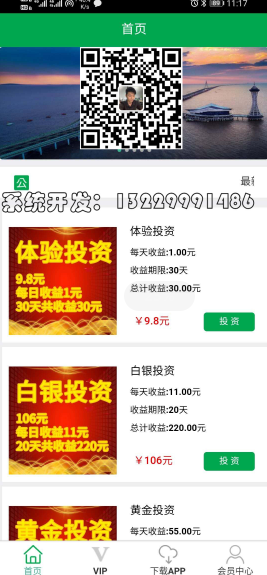 11:17
首页
公
最新
系统开发：13229991486
体验投资
9.8元
每日收益1元
30天共收益30元
体验投资
每天收益:1.00元
收益期限:30天
总计收益:30.00元
￥9.8元
投 资
白银投资
106元
每日收益11元
20天共收益220元
白银投资
每天收益:11.00元
收益期限:20天
总计收益:220.00元
￥106元
投 资
黄金投资
黄金投资
每天收益:55.00元
首页
VIP
下载APP
会员中心